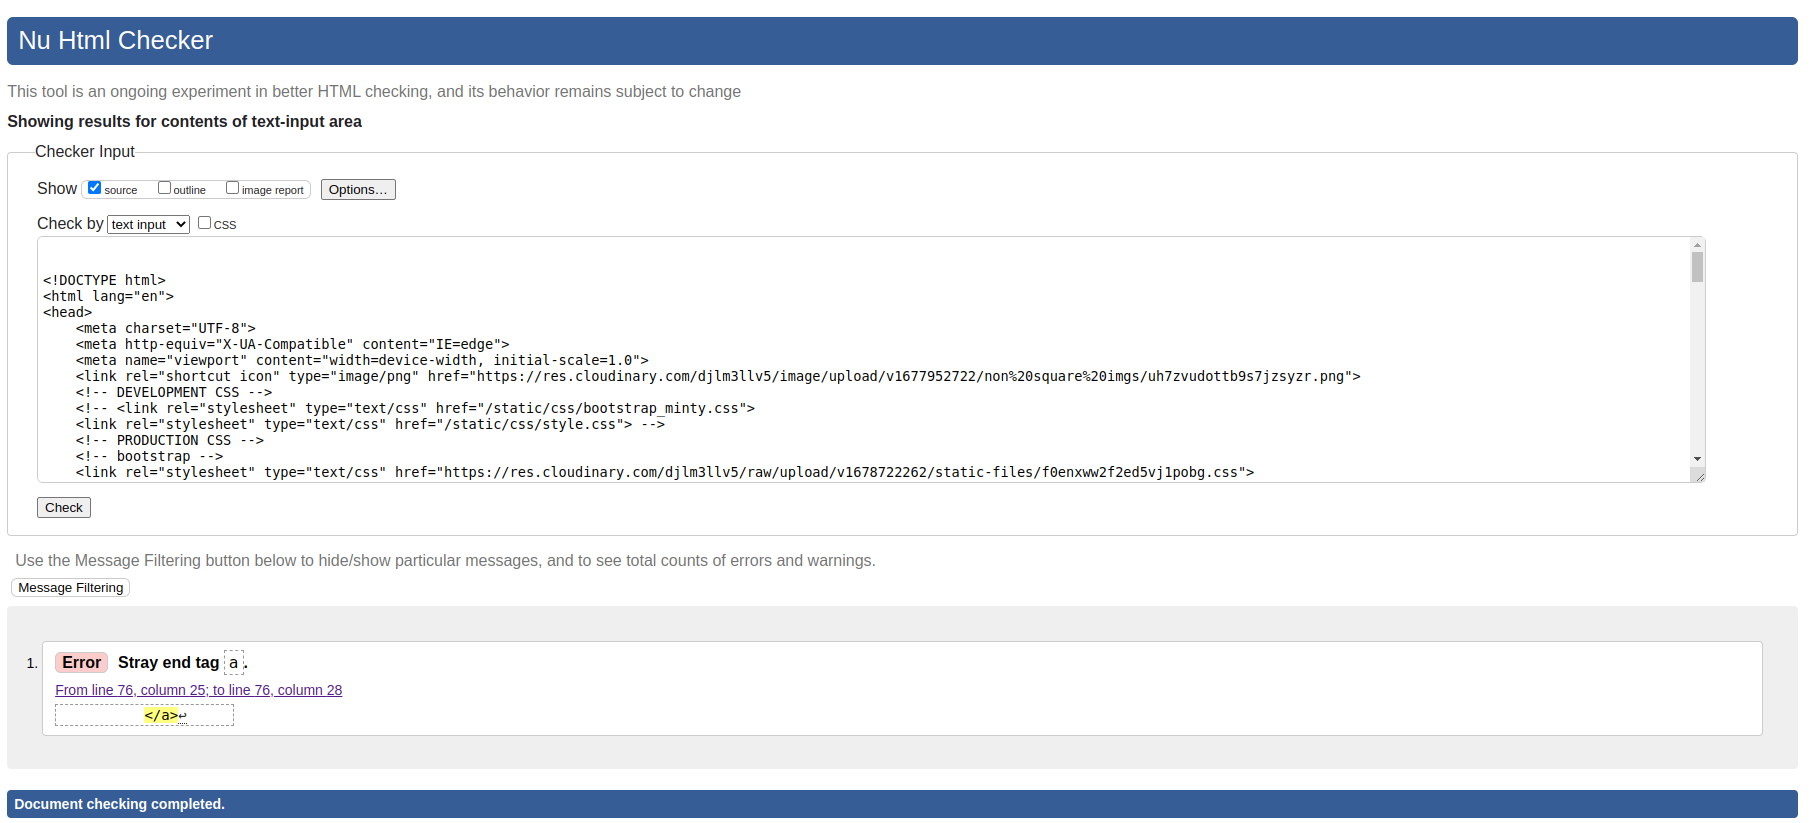 Nu Html Checker
This tool is an ongoing experiment in better HTML checking, and its behavior remains subject to change
Showing results for contents of text-input area
Checker Input
Show source outline image report Options…
Check by text input CSS
<!DOCTYPE html>
<html lang="en">
<head>
    <meta charset="UTF-8">
    <meta http-equiv="X-UA-Compatible" content="IE=edge">
    <meta name="viewport" content="width=device-width, initial-scale=1.0">
    <link rel="shortcut icon" type="image/png" href="https://res.cloudinary.com/djlm3llv5/image/upload/v1677952722/non%20square%20imgs/uh7zvudottb9s7jzsyzr.png">
    <!-- DEVELOPMENT CSS -->
    <!-- <link rel="stylesheet" type="text/css" href="/static/css/bootstrap_minty.css">
    <link rel="stylesheet" type="text/css" href="/static/css/style.css"> -->
    <!-- PRODUCTION CSS -->
    <!-- bootstrap -->
    <link rel="stylesheet" type="text/css" href="https://res.cloudinary.com/djlm3llv5/raw/upload/v1678722262/static-files/f0enxww2f2ed5vj1pobg.css">
Check
Use the Message Filtering button below to hide/show particular messages, and to see total counts of errors and warnings.
Message Filtering
1. Error Stray end tag a.
From line 76, column 25; to line 76, column 28
</a>↩
Document checking completed.